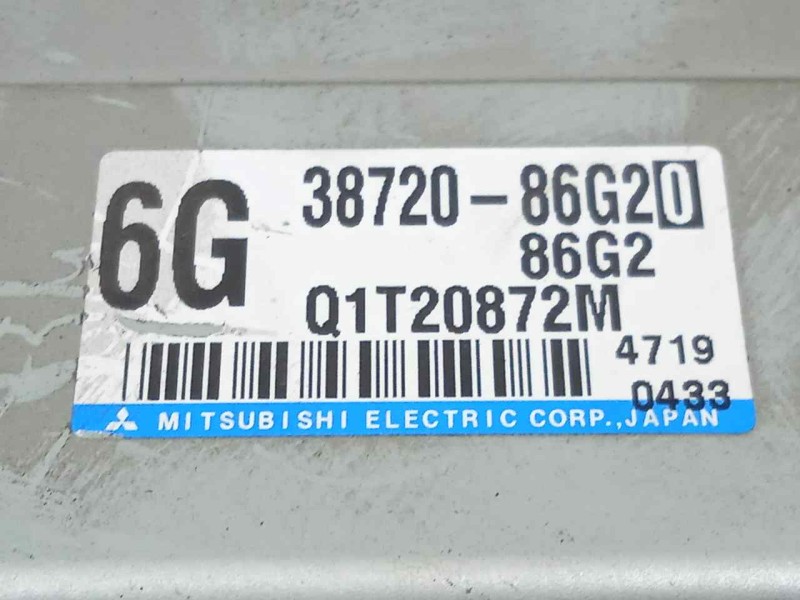 6G
38720-86G20
86G2
Q1T20872M
4719
0433
MITSUBISHI ELECTRIC CORP.,JAPAN